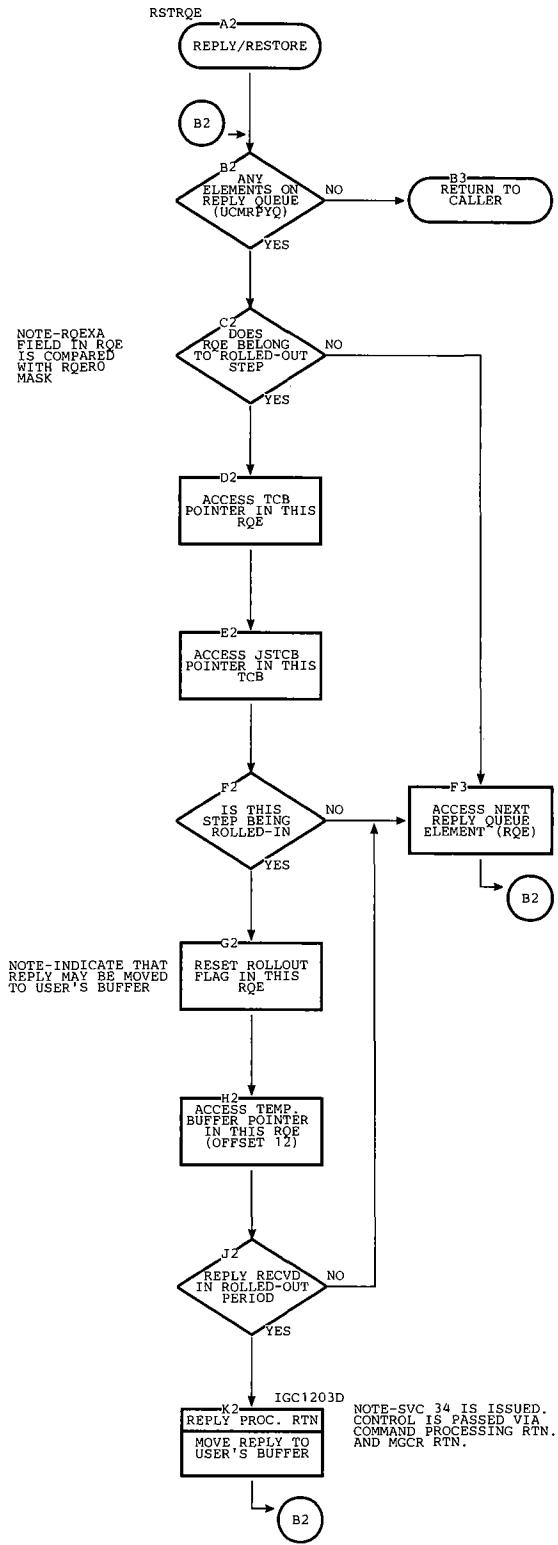 RSTRQE
A2
REPLY/RESTORE
B2
B2
ANY
ELEMENTS ON
REPLY QUEUE
(UCMRPYQ)
NO
YES
B3
RETURN TO
CALLER
NOTE-RQEXA
FIELD IN RQE
IS COMPARED
WITH RQERO
MASK
C2
DOES
RQE BELONG
TO ROLLED-OUT
STEP
NO
YES
D2
ACCESS TCB
POINTER IN THIS
RQE
E2
ACCESS JSTCB
POINTER IN THIS
TCB
F2
IS THIS
STEP BEING
ROLLED-IN
NO
YES
F3
ACCESS NEXT
REPLY QUEUE
ELEMENT (RQE)
B2
NOTE-INDICATE THAT
REPLY MAY BE MOVED
TO USER'S BUFFER
G2
RESET ROLLOUT
FLAG IN THIS
RQE
H2
ACCESS TEMP.
BUFFER POINTER
IN THIS RQE
(OFFSET 12)
J2
REPLY RECVD
IN ROLLED-OUT
PERIOD
NO
YES
IGC1203D
K2
REPLY PROC. RTN
MOVE REPLY TO
USER'S BUFFER
NOTE-SVC 34 IS ISSUED.
CONTROL IS PASSED VIA
COMMAND PROCESSING RTN.
AND MGCR RTN.
B2